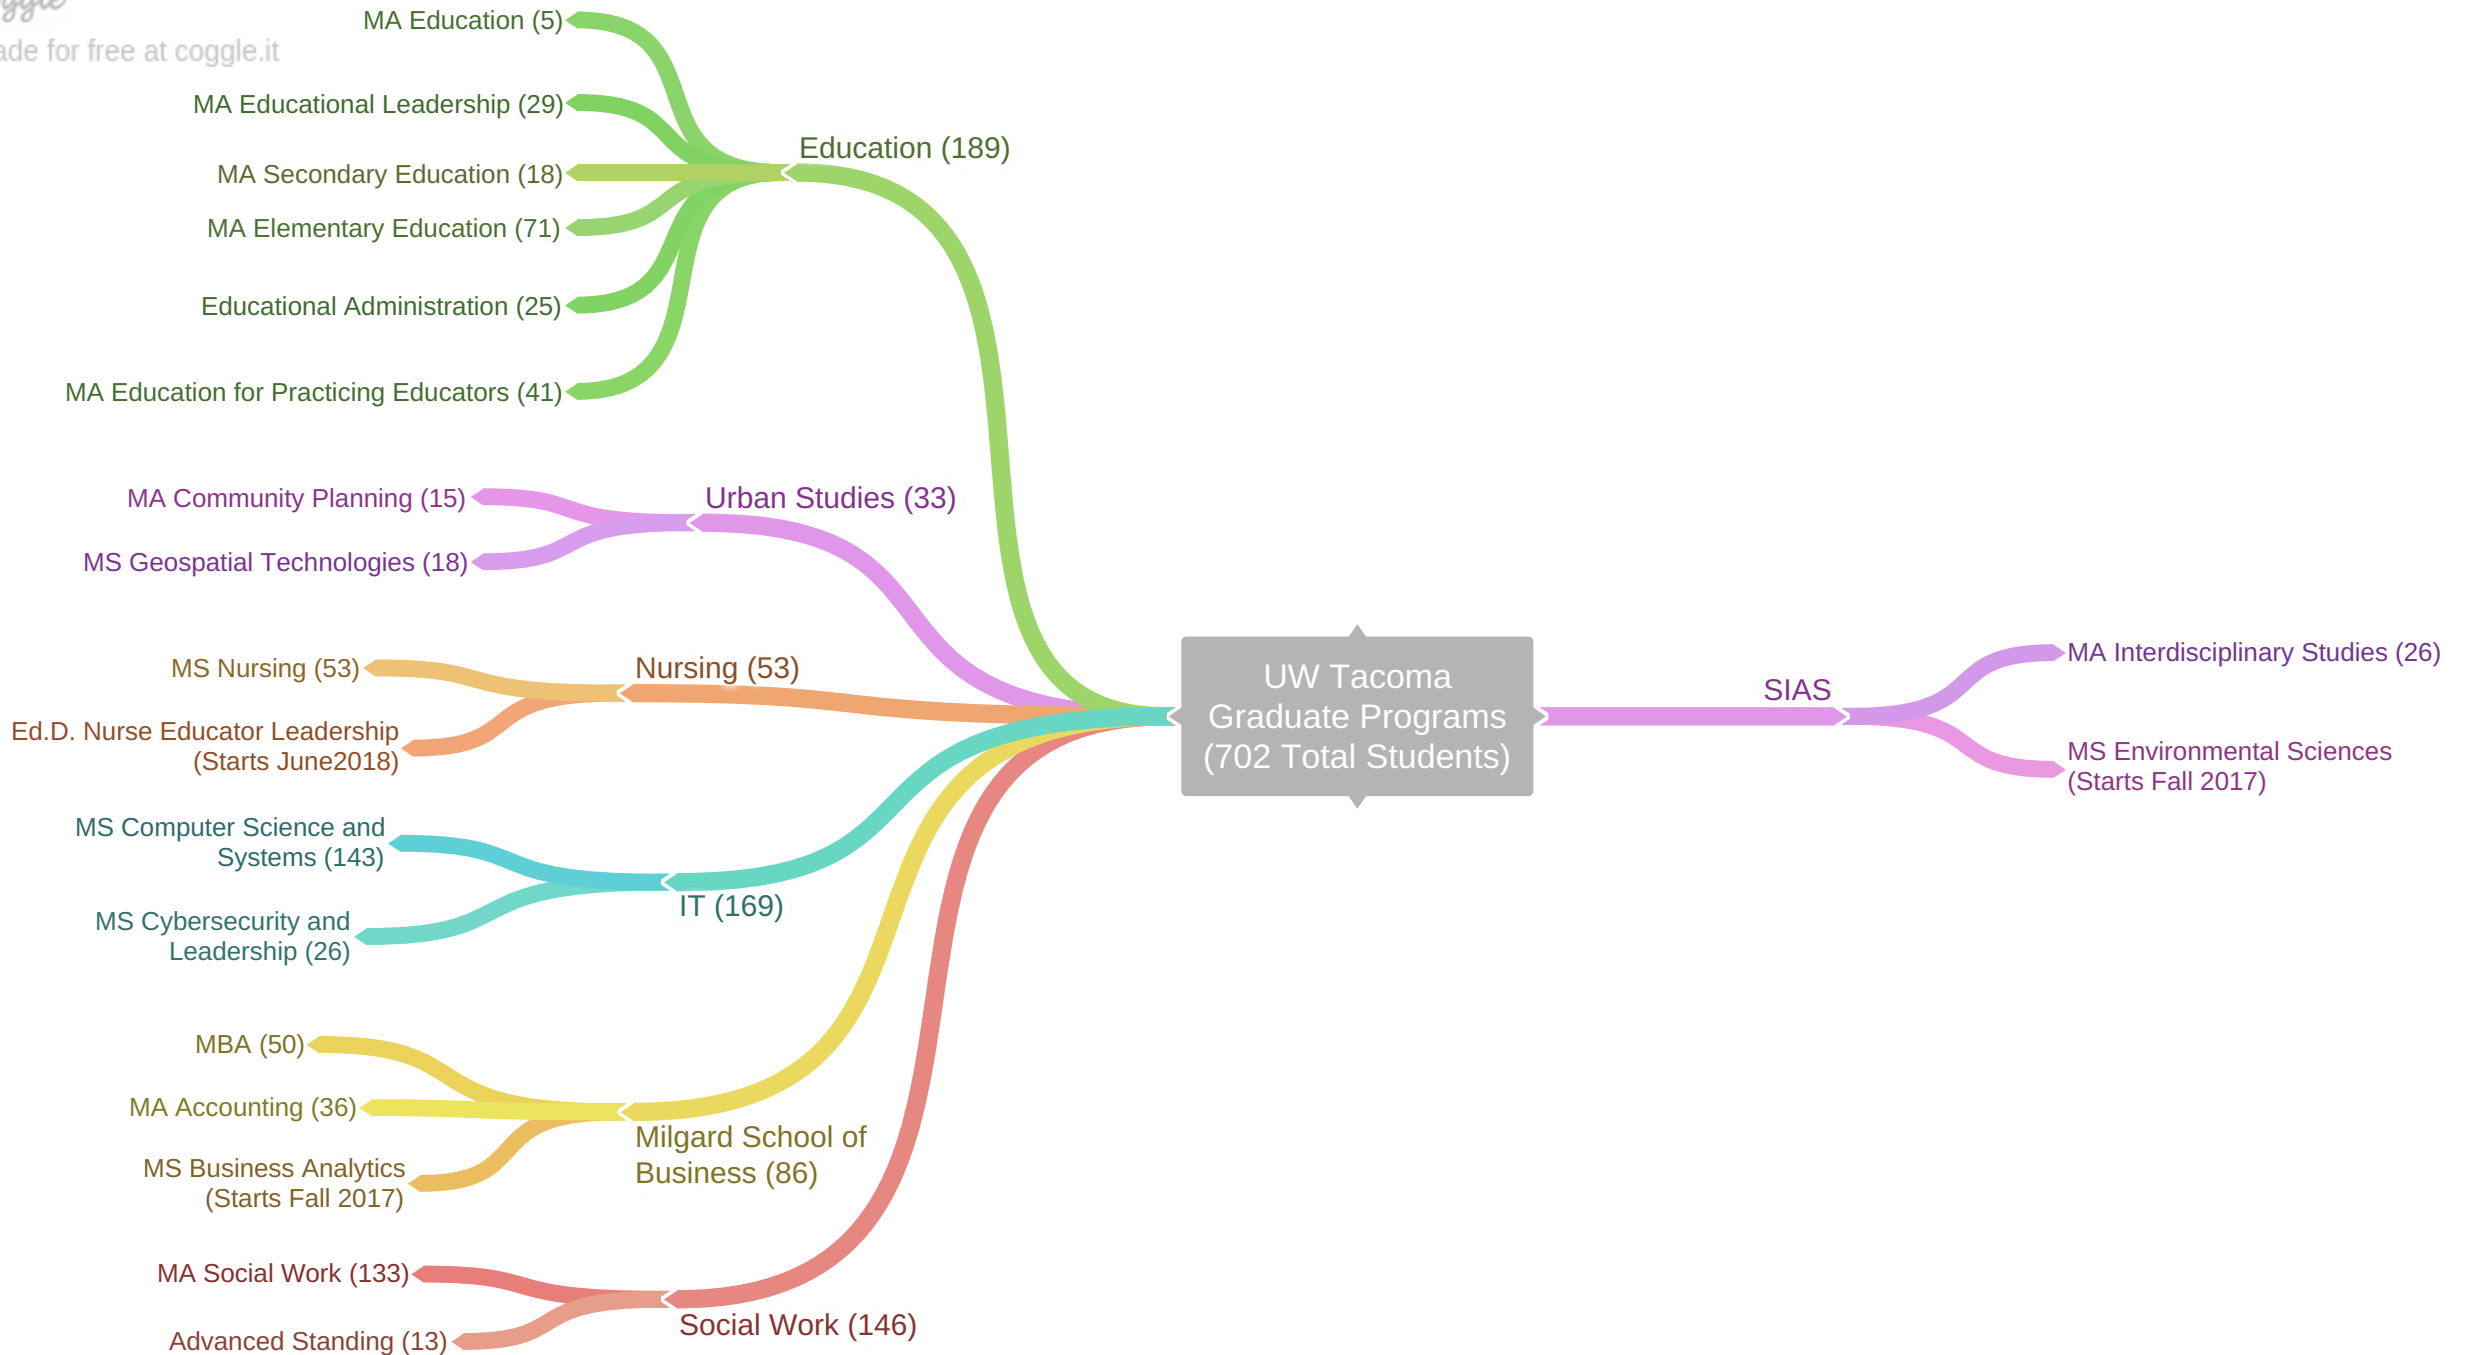 made for free at coggle.it
MA Education (5)
MA Educational Leadership (29)
Education (189)
MA Secondary Education (18)
MA Elementary Education (71)
Educational Administration (25)
MA Education for Practicing Educators (41)
MA Community Planning (15)
Urban Studies (33)
MS Geospatial Technologies (18)
MS Nursing (53)
Nursing (53)
Ed.D. Nurse Educator Leadership
(Starts June2018)
MS Computer Science and
Systems (143)
IT (169)
MS Cybersecurity and
Leadership (26)
MBA (50)
MA Accounting (36)
Milgard School of
Business (86)
MS Business Analytics
(Starts Fall 2017)
MA Social Work (133)
Social Work (146)
Advanced Standing (13)
UW Tacoma
Graduate Programs
(702 Total Students)
SIAS
MA Interdisciplinary Studies (26)
MS Environmental Sciences
(Starts Fall 2017)